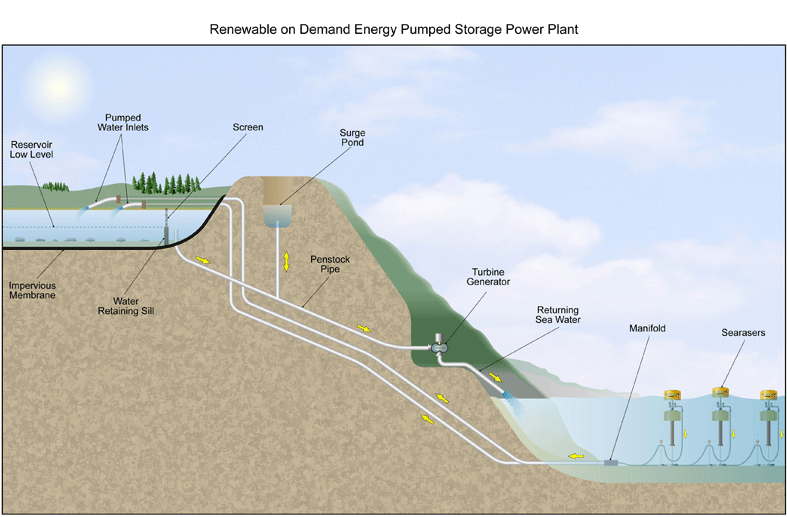 Renewable on Demand Energy Pumped Storage Power Plant
Pumped
Water Inlets
Screen
Surge
Pond
Reservoir
Low Level
Penstock
Pipe
Turbine
Generator
Impervious
Membrane
Water
Retaining Sill
Returning
Sea Water
Manifold
Searasers